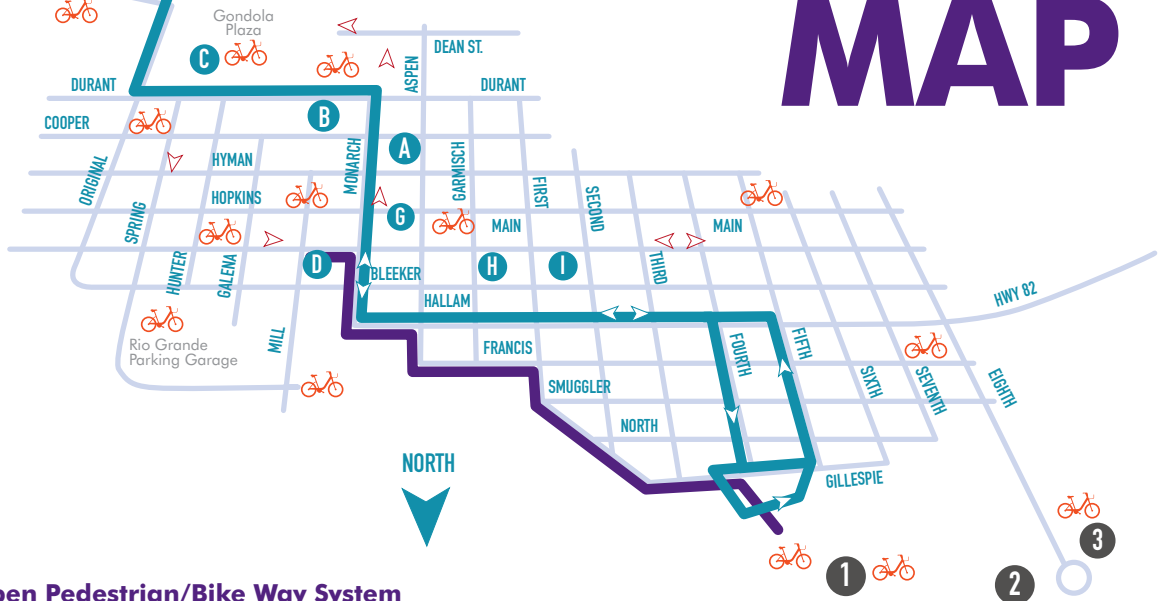 MAP
Gondola
Plaza
C
DEAN ST.
ASPEN
DURANT
DURANT
B
COOPER
A
MONARCH
GARMISCH
HYMAN
ORIGINAL
HOPKINS
FIRST
SECOND
SPRING
G
MAIN
MAIN
D
H
I
THIRD
HUNTER
GALENA
BLEEKER
HALLAM
HWY 82
Rio Grande
Parking Garage
MILL
FRANCIS
FOURTH
FIFTH
SIXTH
SEVENTH
EIGHTH
SMUGGLER
NORTH
NORTH
GILLESPIE
3
1
2
pen Pedestrian/Bike Way System